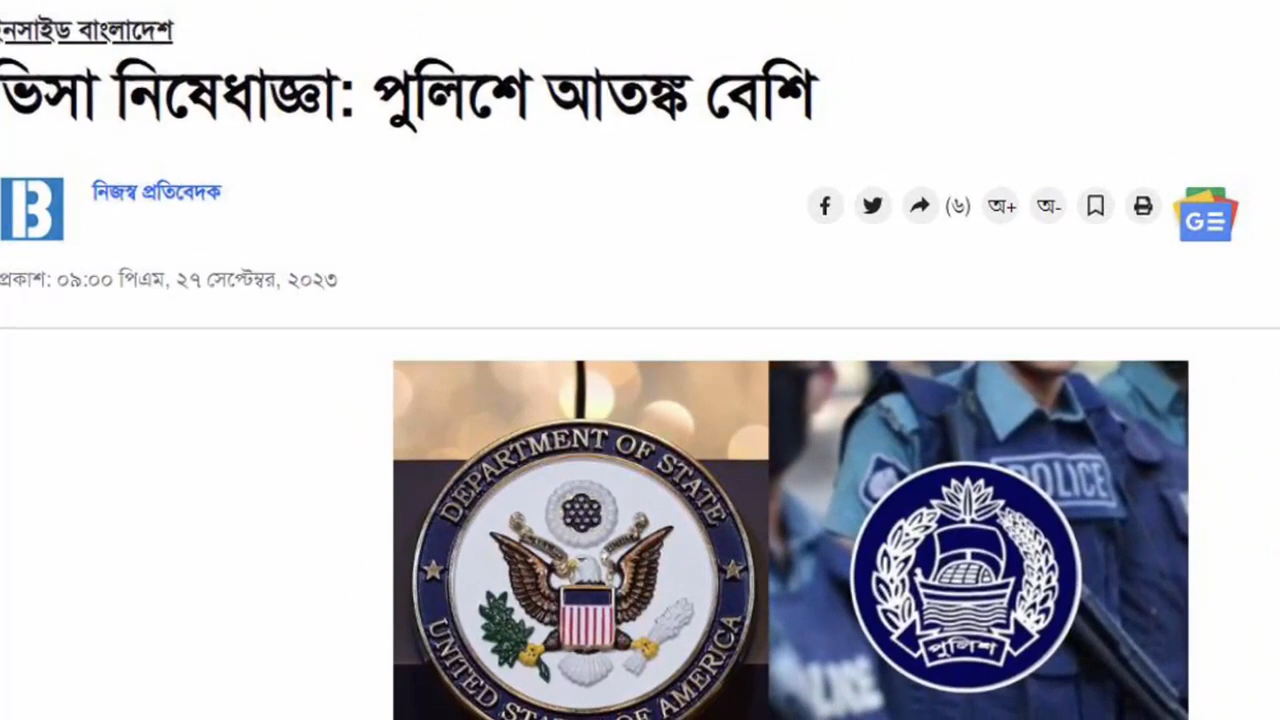 ইনসাইড বাংলাদেশ
ভিসা নিষেধাজ্ঞা: পুলিশে আতঙ্ক বেশি
B
নিজস্ব প্রতিবেদক
(৬) অ+ অ-
G
প্রকাশ: ০৯:০০ পিএম, ২৭ সেপ্টেম্বর, ২০২৩
DEPARTMENT OF STATE
UNITED STATES OF AMERICA
POLICE
পুলিশ